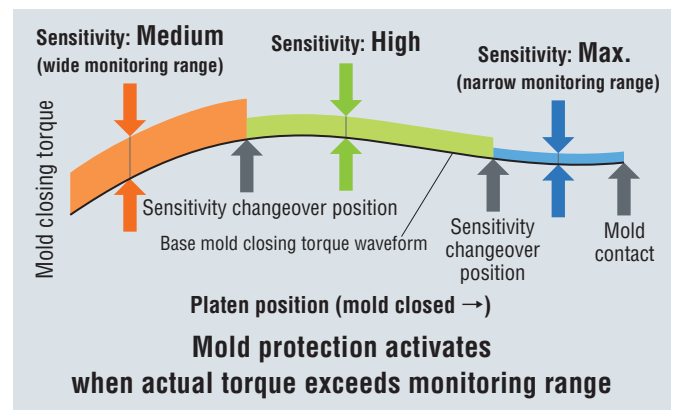 Sensitivity: Medium
(wide monitoring range)
Sensitivity: High
Sensitivity: Max.
(narrow monitoring range)
Mold closing torque
Sensitivity changeover position
Base mold closing torque waveform
Sensitivity
changeover
position
Mold
contact
Platen position (mold closed →)
Mold protection activates
when actual torque exceeds monitoring range